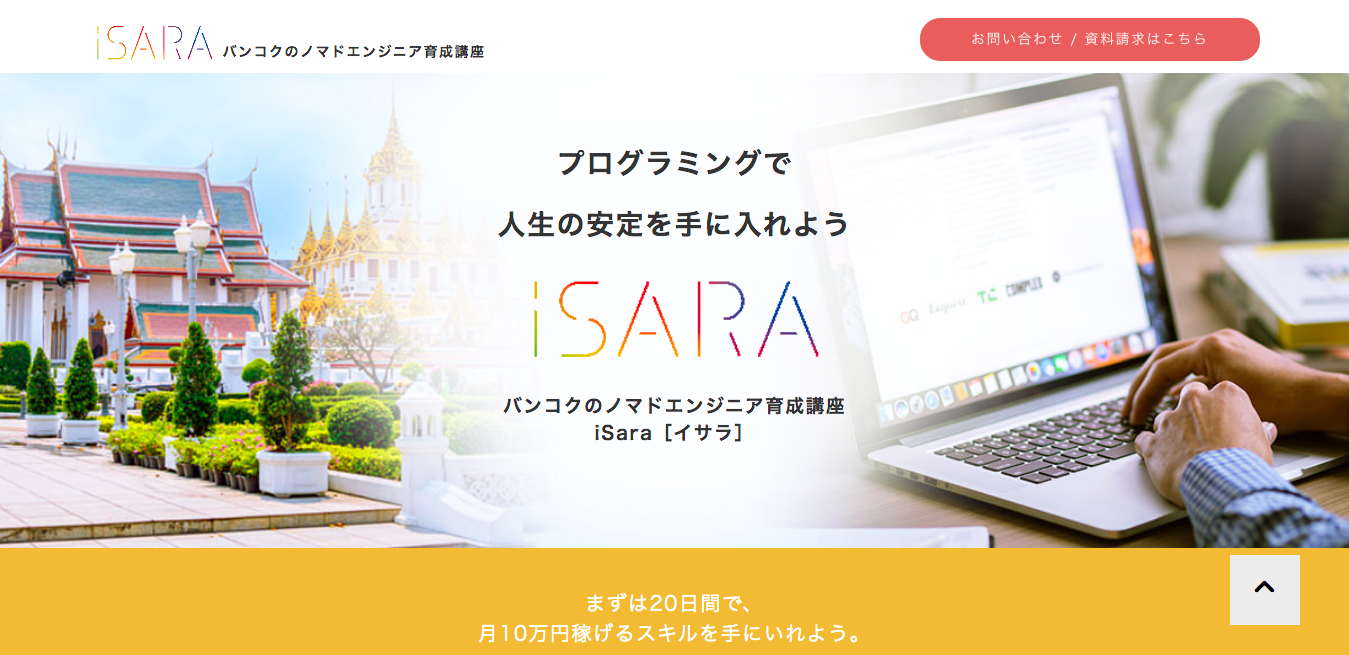 iSARA バンコクのノマドエンジニア育成講座
お問い合わせ / 資料請求はこちら
プログラミングで
人生の安定を手に入れよう
iSARA
バンコクのノマドエンジニア育成講座
iSara［イサラ］
GQ Esquire TC COMPLEX
まずは20日間で、
月10万円稼げるスキルを手にいれよう。